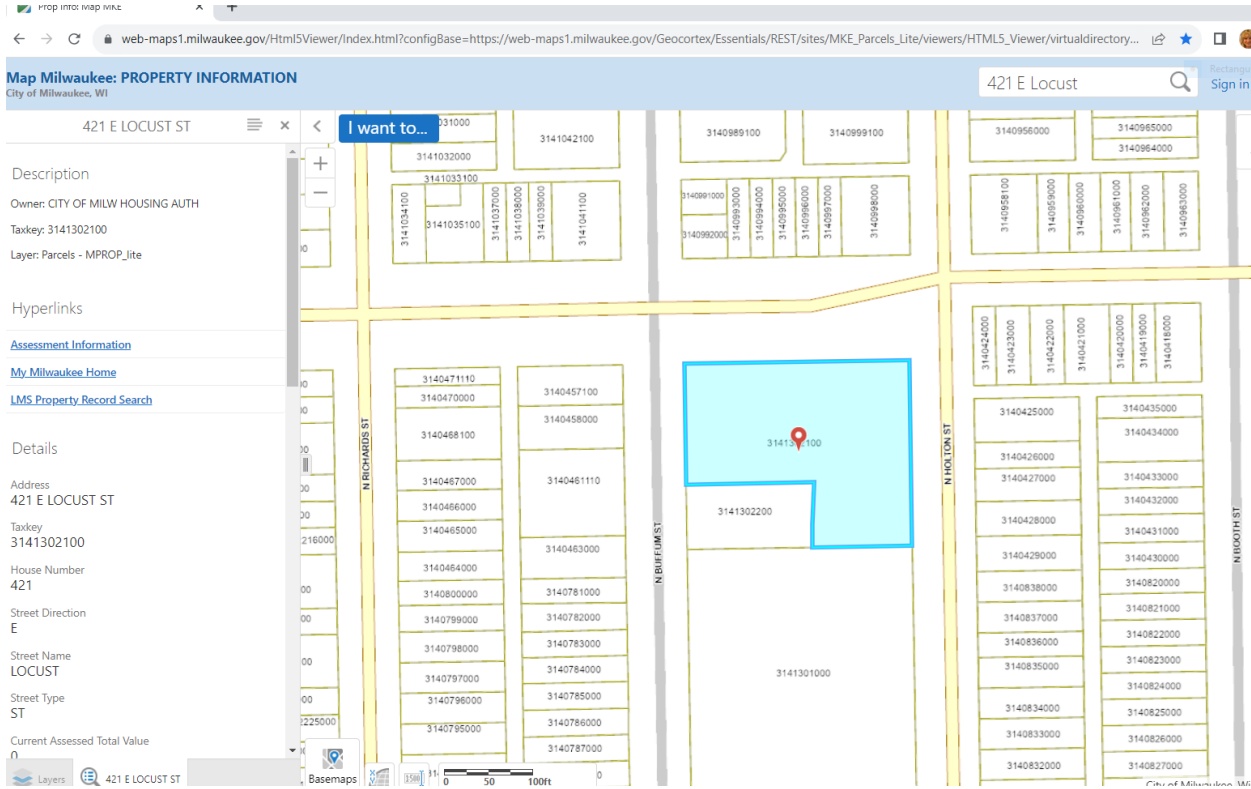 Prop Info: Map MKE
web-maps1.milwaukee.gov/Html5Viewer/Index.html?configBase=https://web-maps1.milwaukee.gov/Geocortex/Essentials/REST/sites/MKE_Parcels_Lite/viewers/HTML5_Viewer/virtualdirectory...
Map Milwaukee: PROPERTY INFORMATION
City of Milwaukee, WI
421 E Locust
Sign in
421 E LOCUST ST
I want to...
Description
Owner: CITY OF MILW HOUSING AUTH
Taxkey: 3141302100
Layer: Parcels - MPROP_lite
Hyperlinks
Assessment Information
My Milwaukee Home
LMS Property Record Search
Details
Address
421 E LOCUST ST
Taxkey
3141302100
House Number
421
Street Direction
E
Street Name
LOCUST
Street Type
ST
Current Assessed Total Value
0
Layers
421 E LOCUST ST
031000
3141042100
3141032000
3141033100
3141034100
3141035100
3141037000
3141038000
3141039000
3141041100
3140989100
3140999100
3140991000
3140992000
3140993000
3140994000
3140995000
3140996000
3140997000
3140998000
3140956000
3140965000
3140964000
3140958100
3140959000
3140960000
3140961000
3140962000
3140963000
3140424000
3140423000
3140422000
3140421000
3140420000
3140419000
3140418000
N RICHARDS ST
3140471110
3140470000
3140468100
3140467000
3140466000
3140465000
3140464000
3140800000
3140799000
3140798000
3140797000
3140796000
3140795000
216000
2225000
3140457100
3140458000
3140461110
3140463000
3140781000
3140782000
3140783000
3140784000
3140785000
3140786000
3140787000
N BUFFUM ST
3141302200
3141301000
N HOLTON ST
3140425000
3140426000
3140427000
3140428000
3140429000
3140838000
3140837000
3140836000
3140835000
3140834000
3140833000
3140832000
3140435000
3140434000
3140433000
3140432000
3140431000
3140430000
3140820000
3140821000
3140822000
3140823000
3140824000
3140825000
3140826000
3140827000
N BOOTH ST
Basemaps
0 50 100ft
City of Milwaukee, Wi